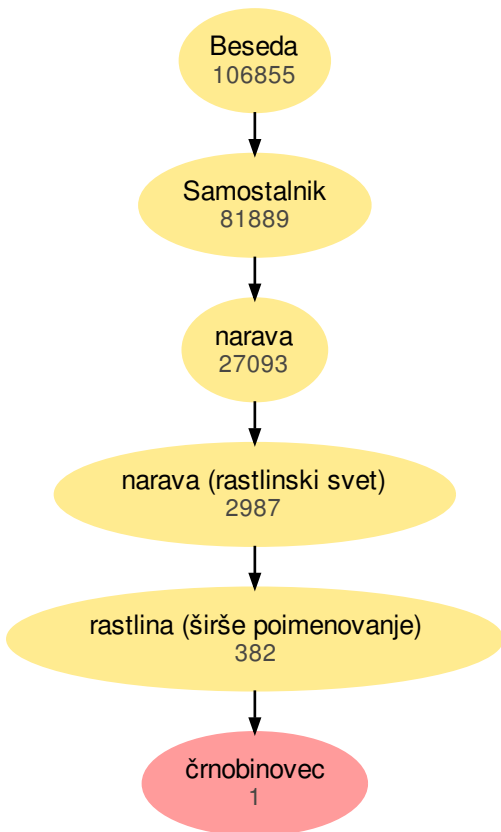 Beseda
106855
Samostalnik
81889
narava
27093
narava (rastlinski svet)
2987
rastlina (širše poimenovanje)
382
črnobinovec
1